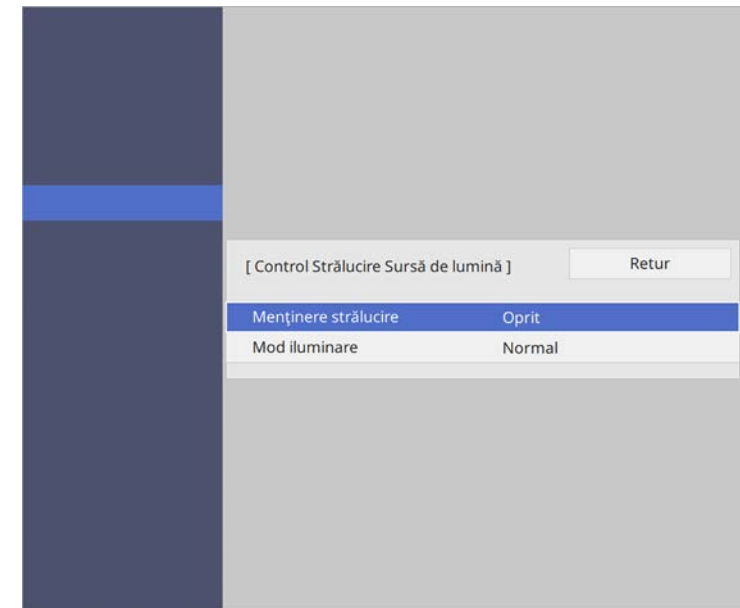 [ Control Strălucire Sursă de lumină ] Retur
Menţinere strălucire Oprit
Mod iluminare Normal